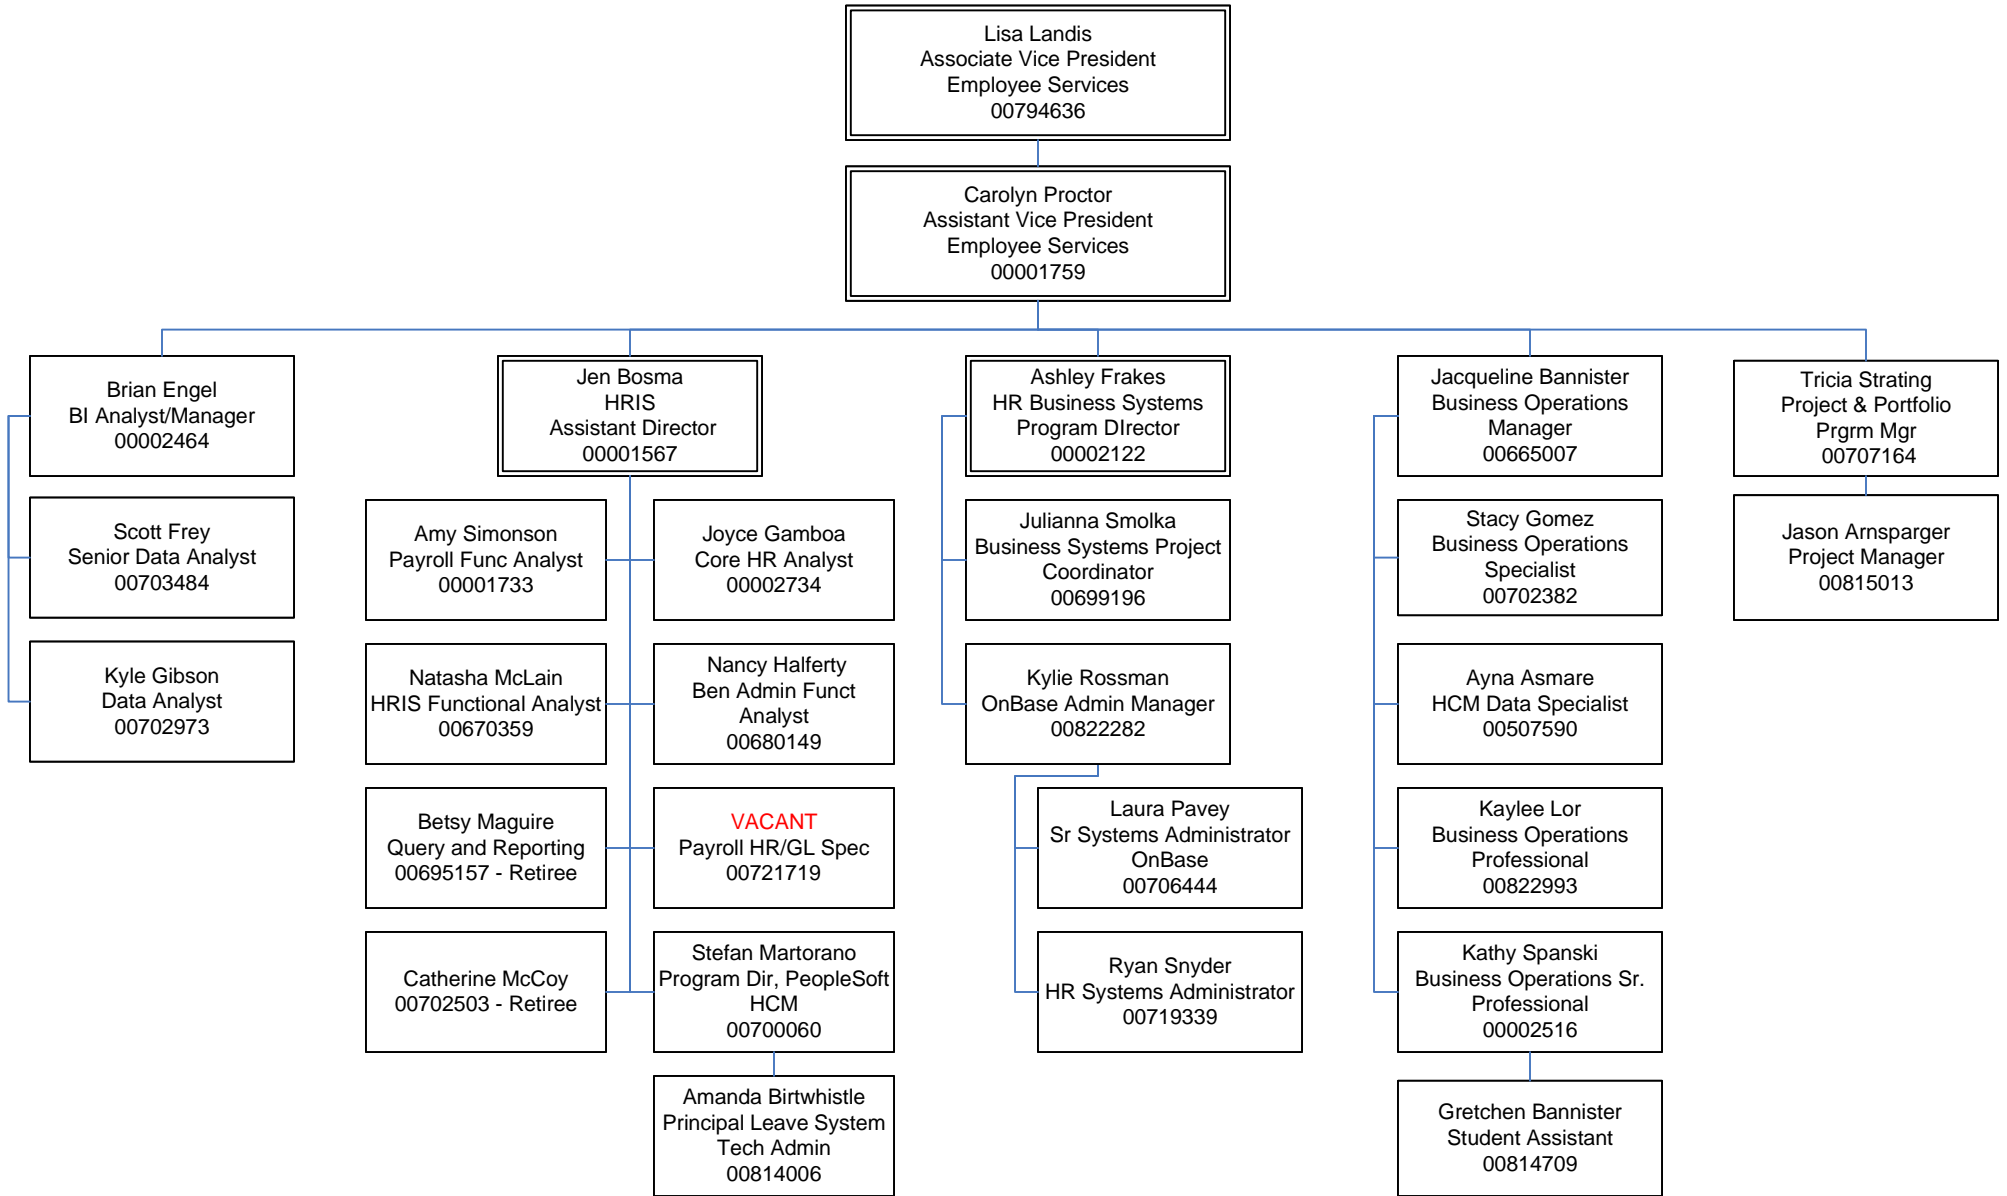 Lisa Landis
Associate Vice President
Employee Services
00794636
Carolyn Proctor
Assistant Vice President
Employee Services
00001759
Brian Engel
BI Analyst/Manager
00002464
Scott Frey
Senior Data Analyst
00703484
Kyle Gibson
Data Analyst
00702973
Jen Bosma
HRIS
Assistant Director
00001567
Amy Simonson
Payroll Func Analyst
00001733
Joyce Gamboa
Core HR Analyst
00002734
Natasha McLain
HRIS Functional Analyst
00670359
Nancy Halferty
Ben Admin Funct
Analyst
00680149
Betsy Maguire
Query and Reporting
00695157 - Retiree
VACANT
Payroll HR/GL Spec
00721719
Catherine McCoy
00702503 - Retiree
Stefan Martorano
Program Dir, PeopleSoft
HCM
00700060
Amanda Birtwhistle
Principal Leave System
Tech Admin
00814006
Ashley Frakes
HR Business Systems
Program DIrector
00002122
Julianna Smolka
Business Systems Project
Coordinator
00699196
Kylie Rossman
OnBase Admin Manager
00822282
Laura Pavey
Sr Systems Administrator
OnBase
00706444
Ryan Snyder
HR Systems Administrator
00719339
Jacqueline Bannister
Business Operations
Manager
00665007
Stacy Gomez
Business Operations
Specialist
00702382
Ayna Asmare
HCM Data Specialist
00507590
Kaylee Lor
Business Operations
Professional
00822993
Kathy Spanski
Business Operations Sr.
Professional
00002516
Gretchen Bannister
Student Assistant
00814709
Tricia Strating
Project & Portfolio
Prgrm Mgr
00707164
Jason Arnsparger
Project Manager
00815013